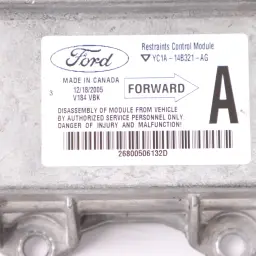 Ford
Restraints Control Module
YC1A - 14B321 - AG
MADE IN CANADA
3
12/18/2005
V184 VBK
FORWARD
A
DISASSEMBLY OF MODULE FROM VEHICLE
BY AUTHORIZED SERVICE PERSONNEL ONLY
DANGER OF INJURY AND MALFUNCTION!
26800506132D